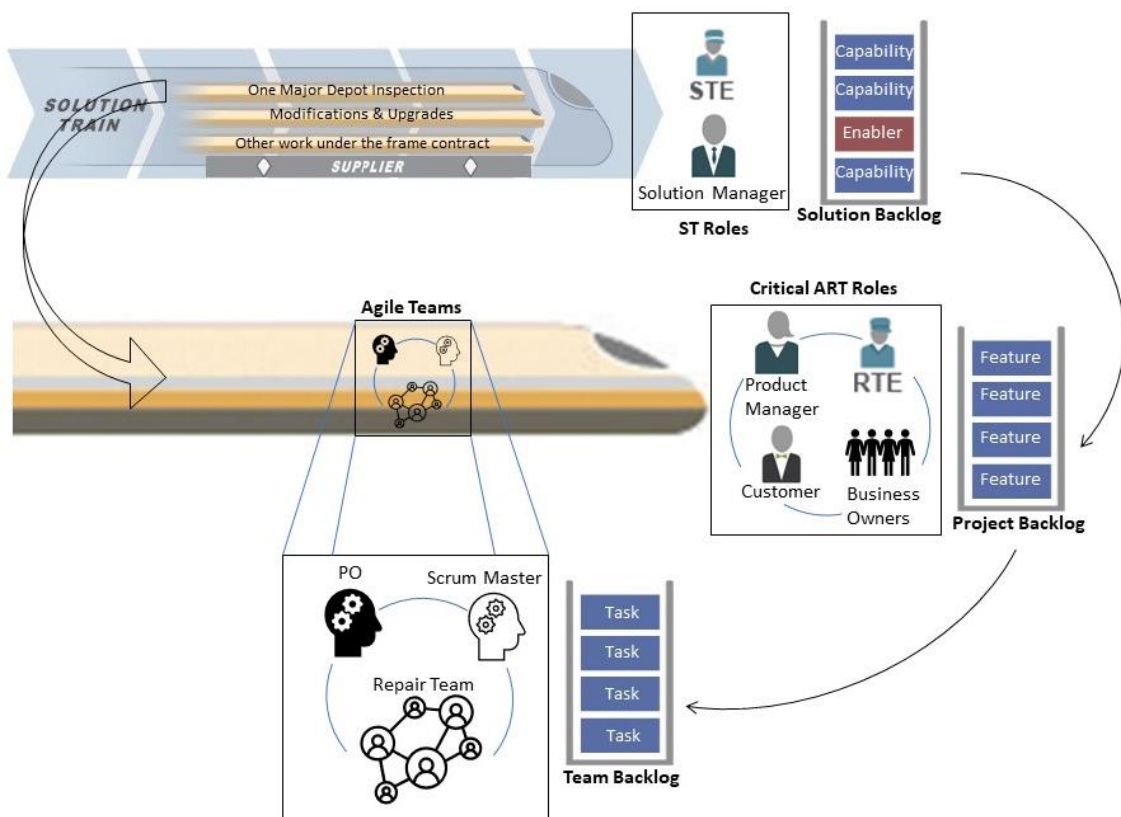 SOLUTION
TRAIN
One Major Depot Inspection
Modifications & Upgrades
Other work under the frame contract
SUPPLIER
STE
Solution Manager
ST Roles
Capability
Capability
Enabler
Capability
Solution Backlog
Agile Teams
Critical ART Roles
Product
Manager
RTE
Customer
Business
Owners
Feature
Feature
Feature
Feature
Project Backlog
PO
Scrum Master
Repair Team
Task
Task
Task
Task
Team Backlog